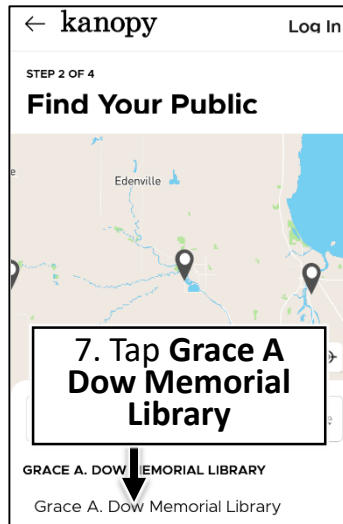 ← kanopy Log In
STEP 2 OF 4
Find Your Public
Edenville
7. Tap Grace A
Dow Memorial
Library
GRACE A. DOW MEMORIAL LIBRARY
Grace A. Dow Memorial Library